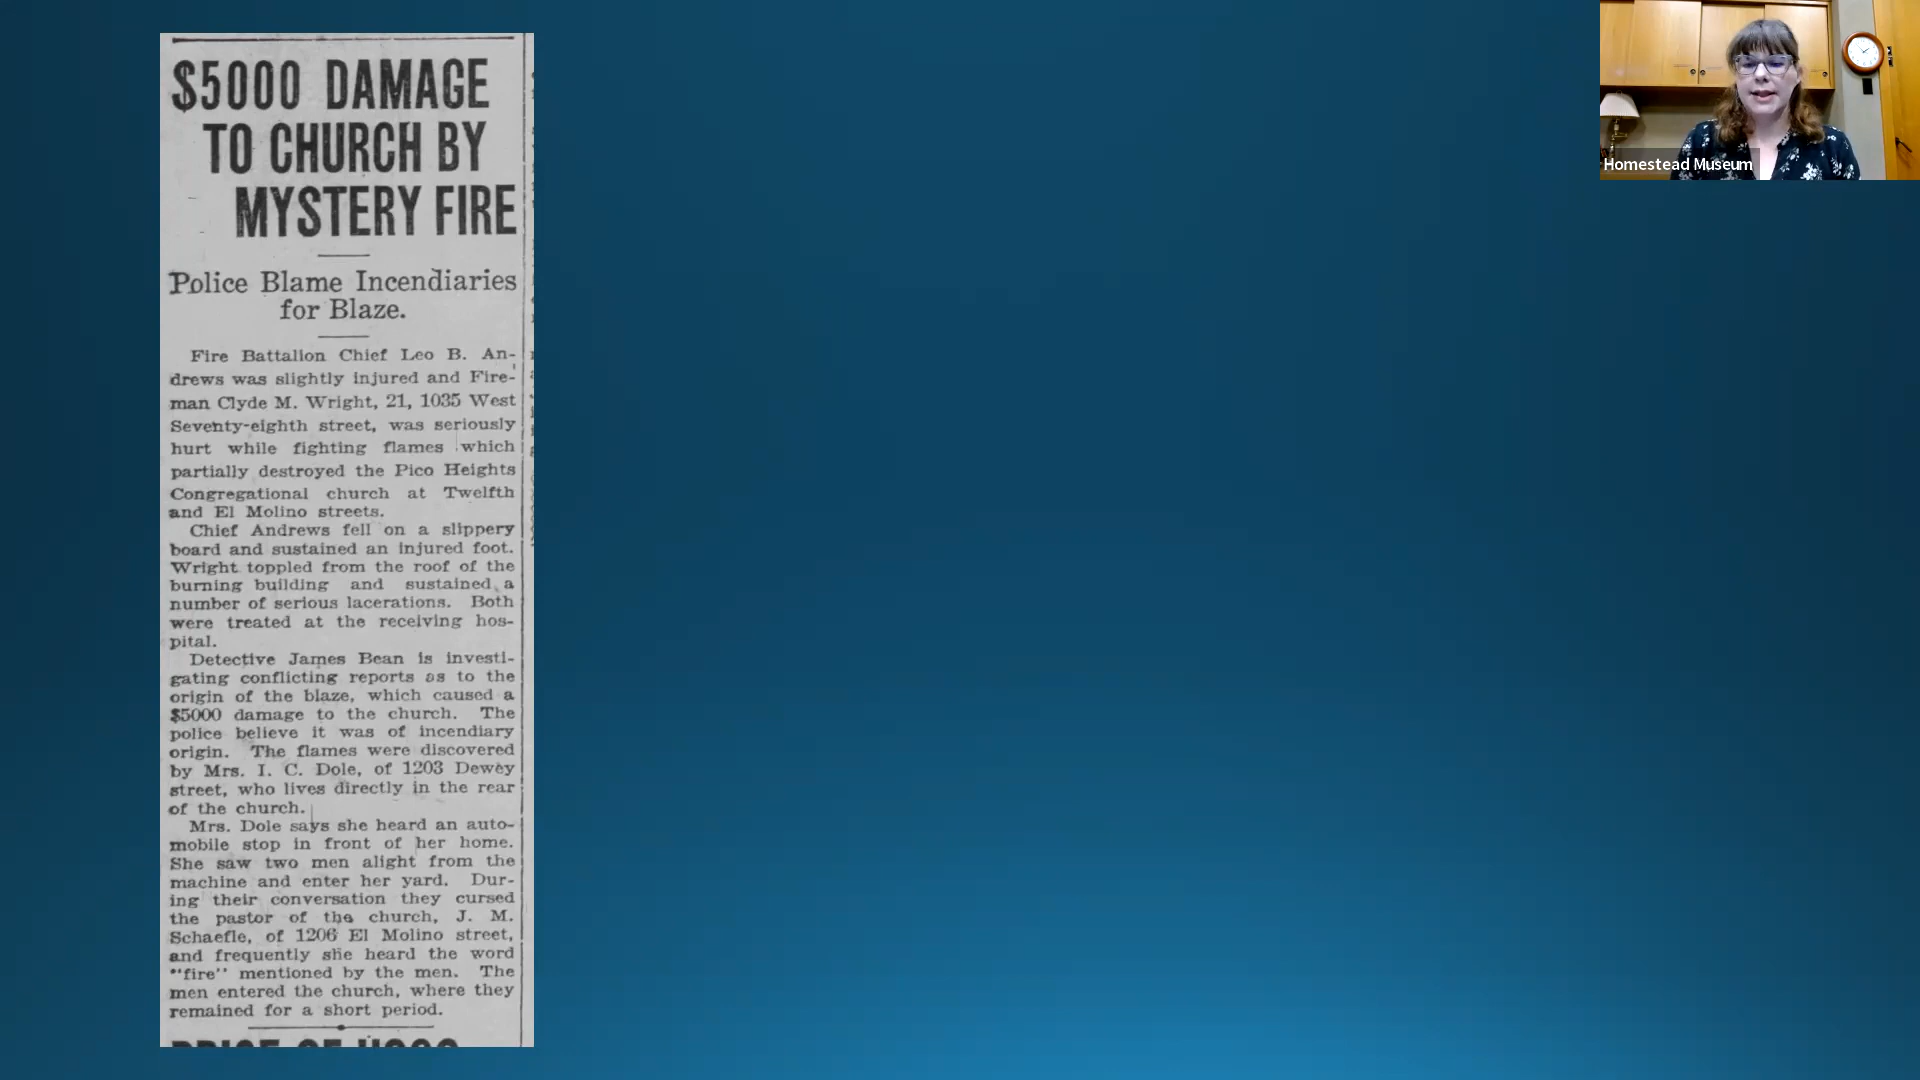 $5000 DAMAGE
TO CHURCH BY
MYSTERY FIRE
Police Blame Incendiaries
for Blaze.
Fire Battalion Chief Leo B. An-
drews was slightly injured and Fire-
man Clyde M. Wright, 21, 1035 West
Seventy-eighth street, was seriously
hurt while fighting flames which
partially destroyed the Pico Heights
Congregational church at Twelfth
and El Molino streets.
Chief Andrews fell on a slippery
board and sustained an injured foot.
Wright toppled from the roof of the
burning building and sustained a
number of serious lacerations. Both
were treated at the receiving hos-
pital.
Detective James Bean is investi-
gating conflicting reports as to the
origin of the blaze, which caused a
$5000 damage to the church. The
police believe it was of incendiary
origin. The flames were discovered
by Mrs. I. C. Dole, of 1203 Dewey
street, who lives directly in the rear
of the church.
Mrs. Dole says she heard an auto-
mobile stop in front of her home.
She saw two men alight from the
machine and enter her yard. Dur-
ing their conversation they cursed
the pastor of the church, J. M.
Schaefle, of 1206 El Molino street,
and frequently she heard the word
"fire" mentioned by the men. The
men entered the church, where they
remained for a short period.
Homestead Museum